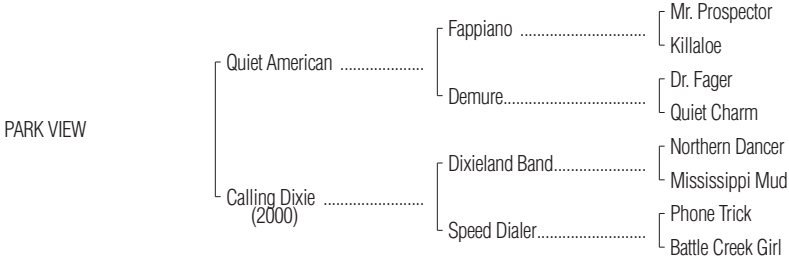 Mr. Prospector
Fappiano ..............................
Killaloe
Quiet American ....................
Dr. Fager
Demure..................................
Quiet Charm
PARK VIEW
Northern Dancer
Dixieland Band......................
Mississippi Mud
Calling Dixie ........................
(2000)
Phone Trick
Speed Dialer..........................
Battle Creek Girl